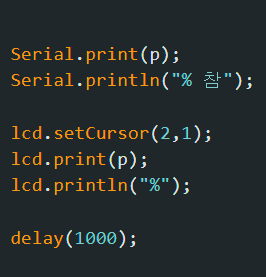 Serial.print(p);
Serial.println("% 참");
lcd.setCursor(2,1);
lcd.print(p);
lcd.println("%");
delay(1000);